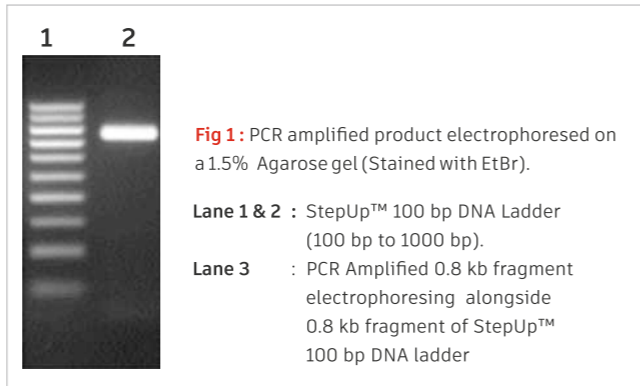 1 2
Fig 1 : PCR amplified product electrophoresed on
a 1.5% Agarose gel (Stained with EtBr).
Lane 1 & 2 : StepUp™ 100 bp DNA Ladder
(100 bp to 1000 bp).
Lane 3 : PCR Amplified 0.8 kb fragment
electrophoresing alongside
0.8 kb fragment of StepUp™
100 bp DNA ladder